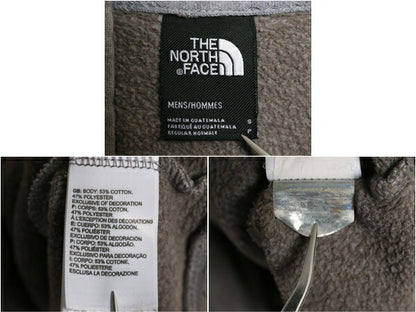 THE
NORTH
FACE
MENS/HOMMES
MADE IN GUATEMALA
FABRIQUÉ AU GUATEMALA
REGULAR NORMALE
S
P
GB: BODY: 53% COTTON,
47% POLYESTER
EXCLUSIVE OF DECORATION
F: CORPS: 53% COTON,
47% POLYESTER
À L'EXCEPTION DES DÉCORATIONS
E: CUERPO: 53% ALGODÓN,
47% POLIÉSTER
EXCLUSIVO DE DECORACIÓN
P: CORPO: 53% ALGODÃO,
47% POLIÉSTER
EXCLUSIVO PARA DECORAÇÃO
I: CORPO: 53% COTONE,
47% POLIESTERE
ESCLUSA LA DECORAZIONE